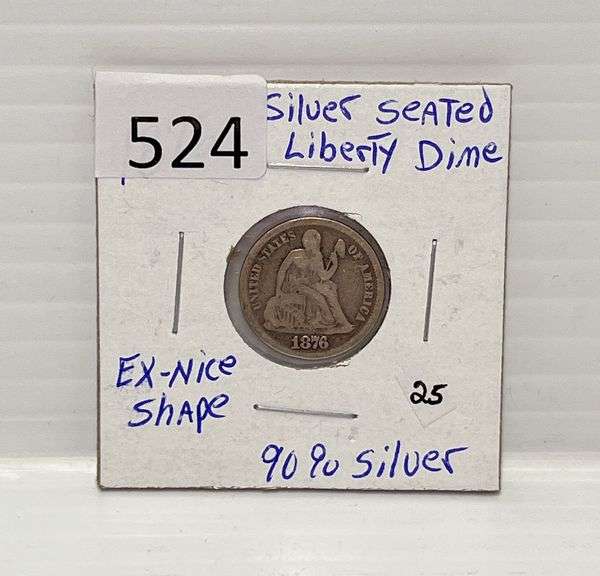 524
Silver Seated
Liberty Dime
UNITED STATES OF AMERICA
1876
Ex-Nice
Shape
25
90% Silver